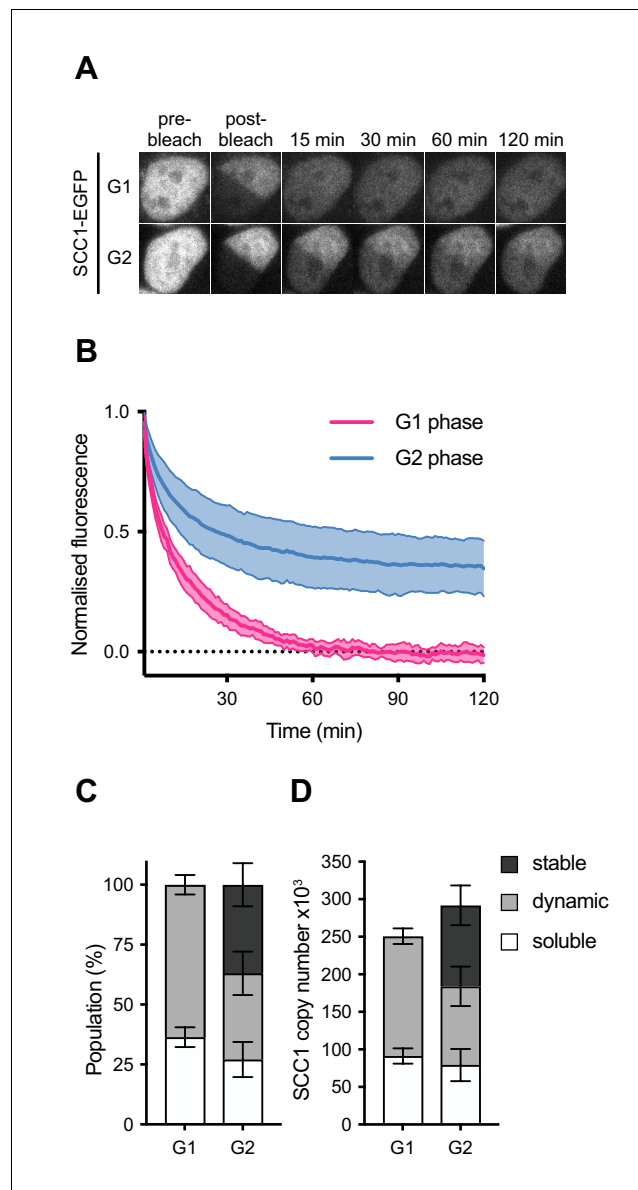 A
pre-bleach post-bleach 15 min 30 min 60 min 120 min
SCC1-EGFP
G1
G2
B
Normalised fluorescence
1.0
0.5
0.0
G1 phase
G2 phase
30 60 90 120
Time (min)
C
Population (%)
100
75
50
25
0
G1 G2
D
SCC1 copy number x10³
350
300
250
200
150
100
50
0
G1 G2
stable
dynamic
soluble